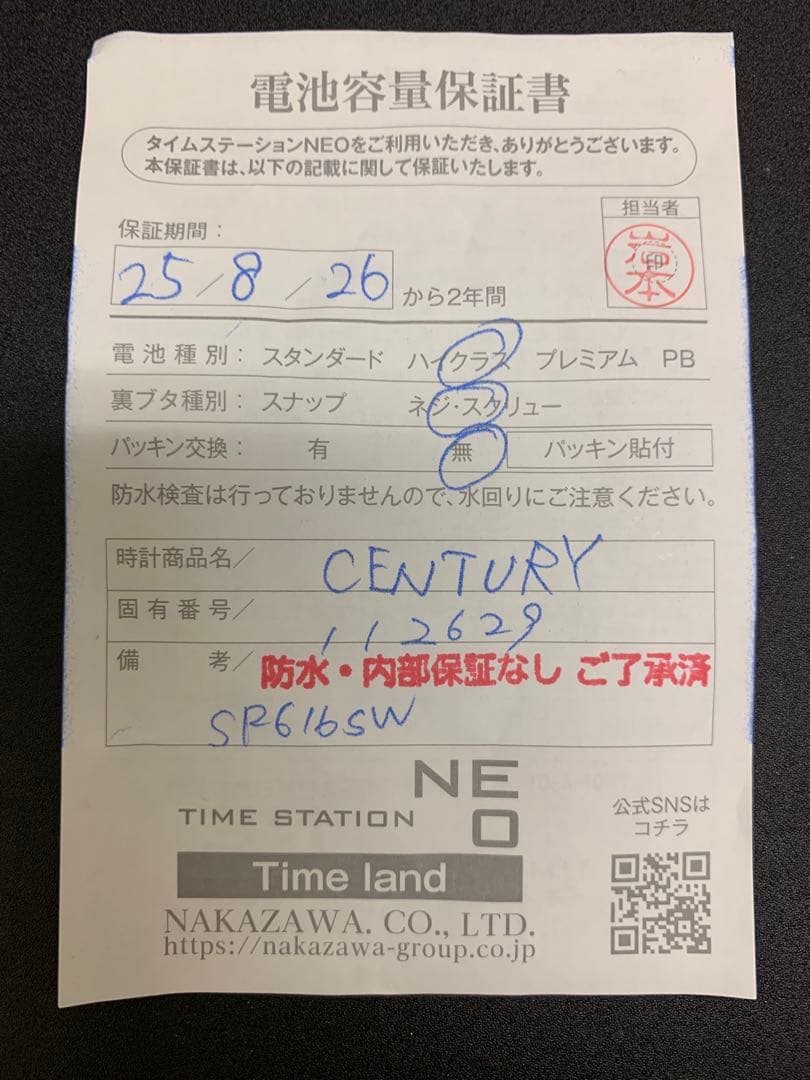 電池容量保証書
タイムステーションNEOをご利用いただき、ありがとうございます。
本保証書は、以下の記載に関して保証いたします。
担当者
岩本
印
保証期間：
25/8/26から2年間
電池種別： スタンダード ハイクラス プレミアム PB
裏ブタ種別： スナップ ネジ・スクリュー
パッキン交換： 有 無 パッキン貼付
防水検査は行っておりませんので、水回りにご注意ください。
時計商品名／ CENTURY
固有番号／ 112629
備考／ 防水・内部保証なし ご了承済
SR616SW
NEO
TIME STATION
Time land
NAKAZAWA. CO., LTD.
https://nakazawa-group.co.jp
公式SNSは
コチラ